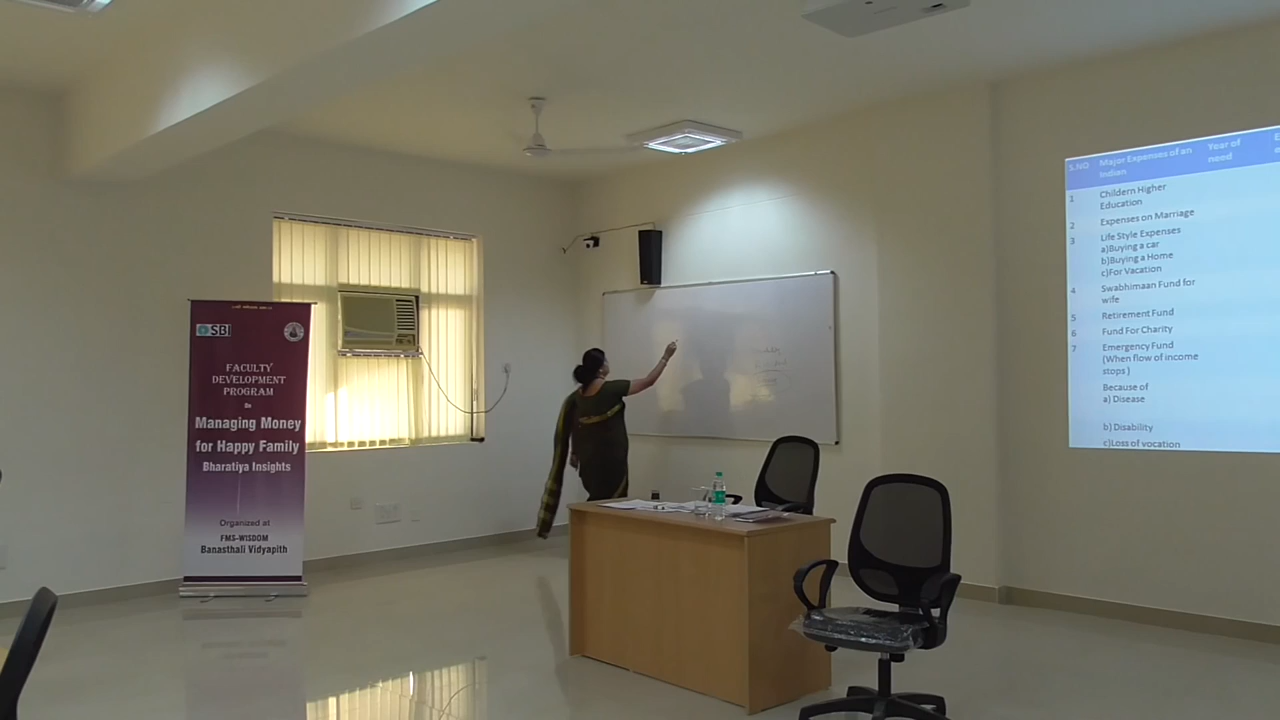 SBI
FACULTY
DEVELOPMENT
PROGRAM
On
Managing Money
for Happy Family
Bharatiya Insights
Organized at
FMS-WISDOM
Banasthali Vidyapith
S.NO Major Expenses of an Indian Year of need
1 Childern Higher
Education
2 Expenses on Marriage
3 Life Style Expenses
a)Buying a car
b)Buying a Home
c)For Vacation
4 Swabhimaan Fund for
wife
5 Retirement Fund
6 Fund For Charity
7 Emergency Fund
(When flow of income
stops)
Because of
a) Disease
b) Disability
c)Loss of vocation